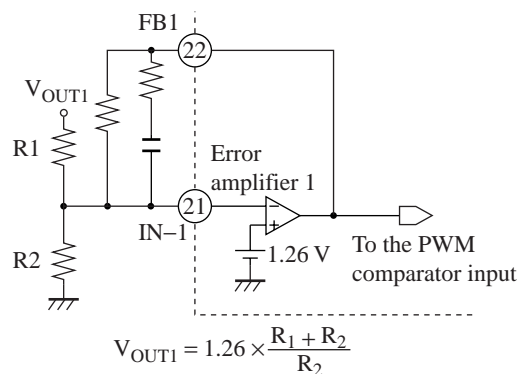 FB1
22
VOUT1
R1
Error
amplifier 1
21
−
+
IN−1
1.26 V
To the PWM
comparator input
R2
VOUT1 = 1.26 × (R1 + R2) / R2